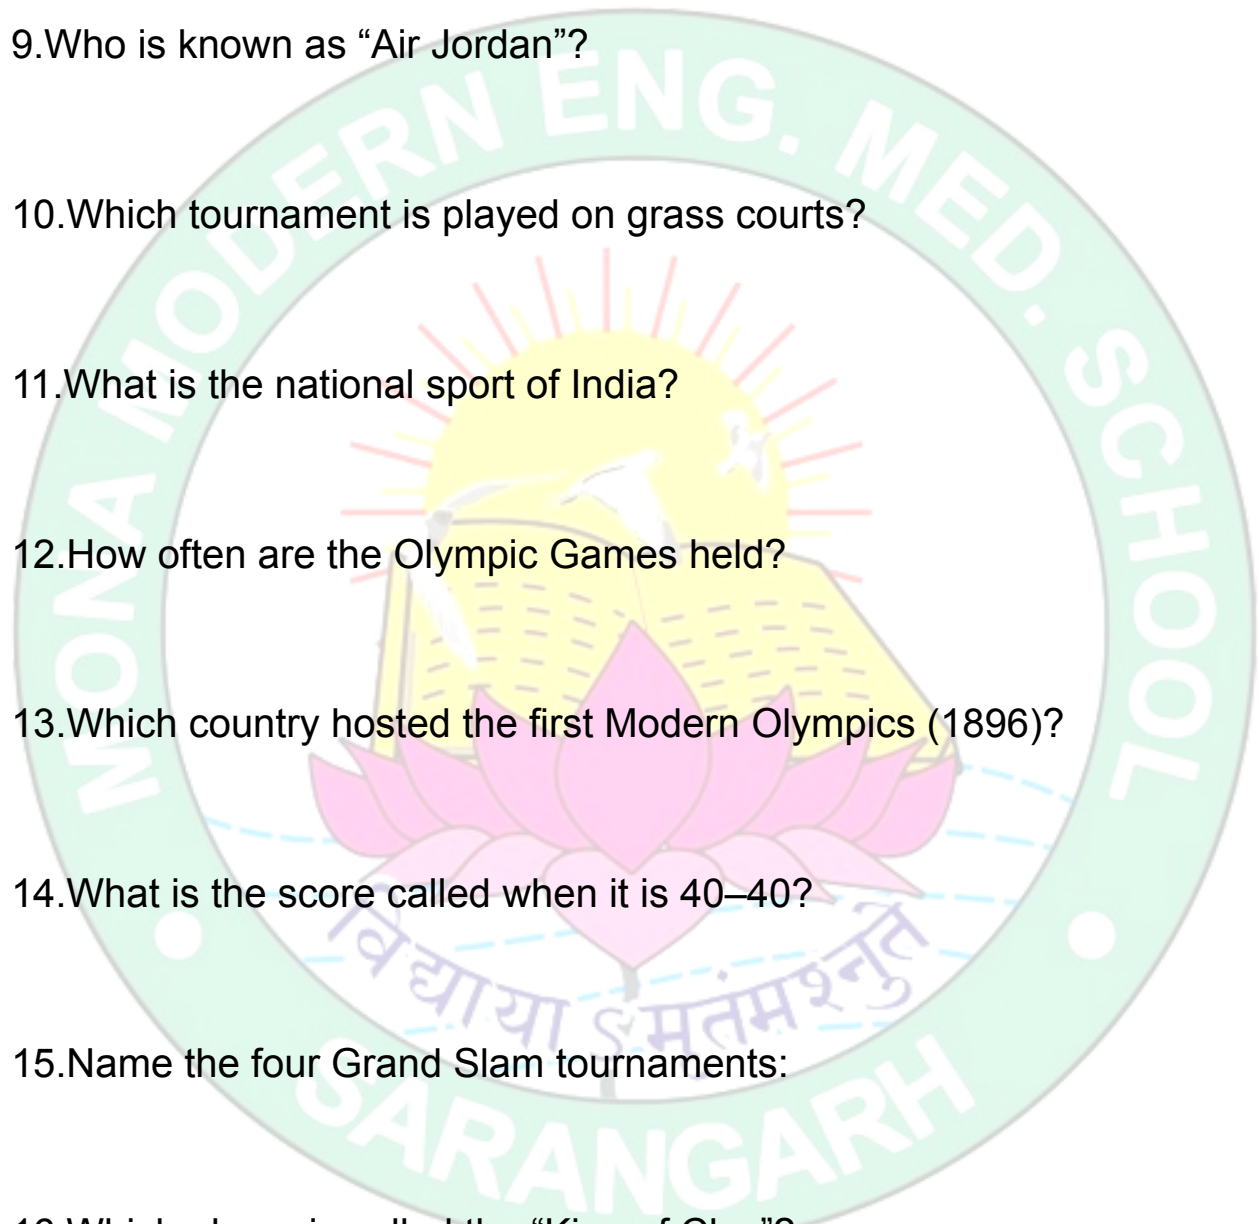 9.Who is known as “Air Jordan”?
10.Which tournament is played on grass courts?
11.What is the national sport of India?
12.How often are the Olympic Games held?
13.Which country hosted the first Modern Olympics (1896)?
14.What is the score called when it is 40–40?
15.Name the four Grand Slam tournaments:
MONA MODERN ENG. MED. SCHOOL
विद्याया ऽमृतंमश्नुते
SARANGARH